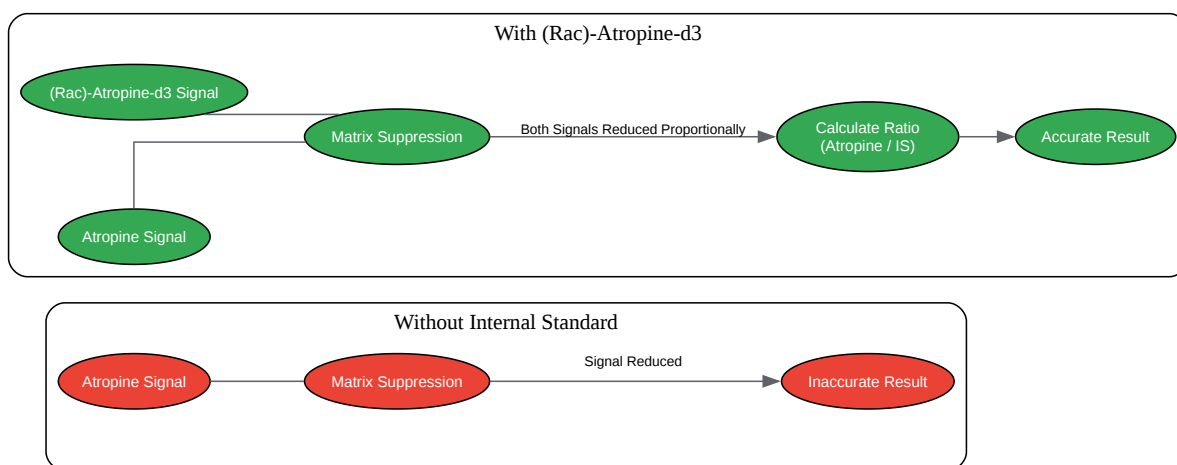 With (Rac)-Atropine-d3
(Rac)-Atropine-d3 Signal
Matrix Suppression
Both Signals Reduced Proportionally
Calculate Ratio
(Atropine / IS)
Accurate Result
Atropine Signal
Without Internal Standard
Atropine Signal
Matrix Suppression
Signal Reduced
Inaccurate Result